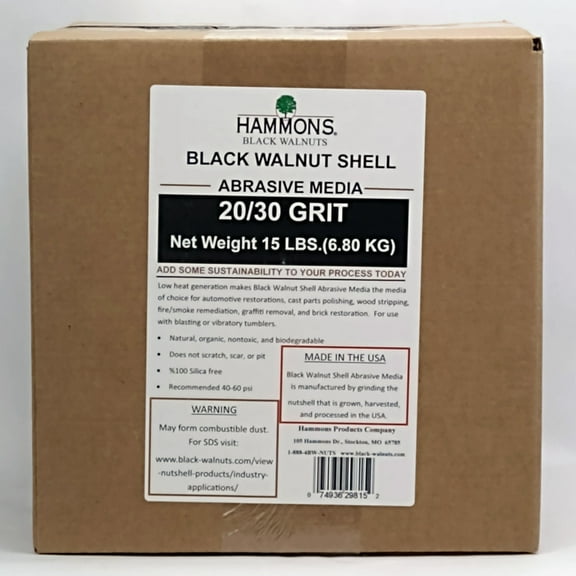 HAMMONS®
BLACK WALNUTS
BLACK WALNUT SHELL
ABRASIVE MEDIA
20/30 GRIT
Net Weight 15 LBS.(6.80 KG)
ADD SOME SUSTAINABILITY TO YOUR PROCESS TODAY
Low heat generation makes Black Walnut Shell Abrasive Media the media
of choice for automotive restorations, cast parts polishing, wood stripping,
fire/smoke remediation, graffiti removal, and brick restoration. For use
with blasting or vibratory tumblers.
• Natural, organic, nontoxic, and biodegradable
• Does not scratch, scar, or pit
• %100 Silica free
• Recommended 40-60 psi
WARNING
May form combustible dust.
For SDS visit:
www.black-walnuts.com/view
-nutshell-products/industry-
applications/
MADE IN THE USA
Black Walnut Shell Abrasive Media
is manufactured by grinding the
nutshell that is grown, harvested,
and processed in the USA.
Hammons Products Company
105 Hammons Dr., Stockton, MO 65785
1-888-4BW-NUTS www.black-walnuts.com
0 74936 29815 2